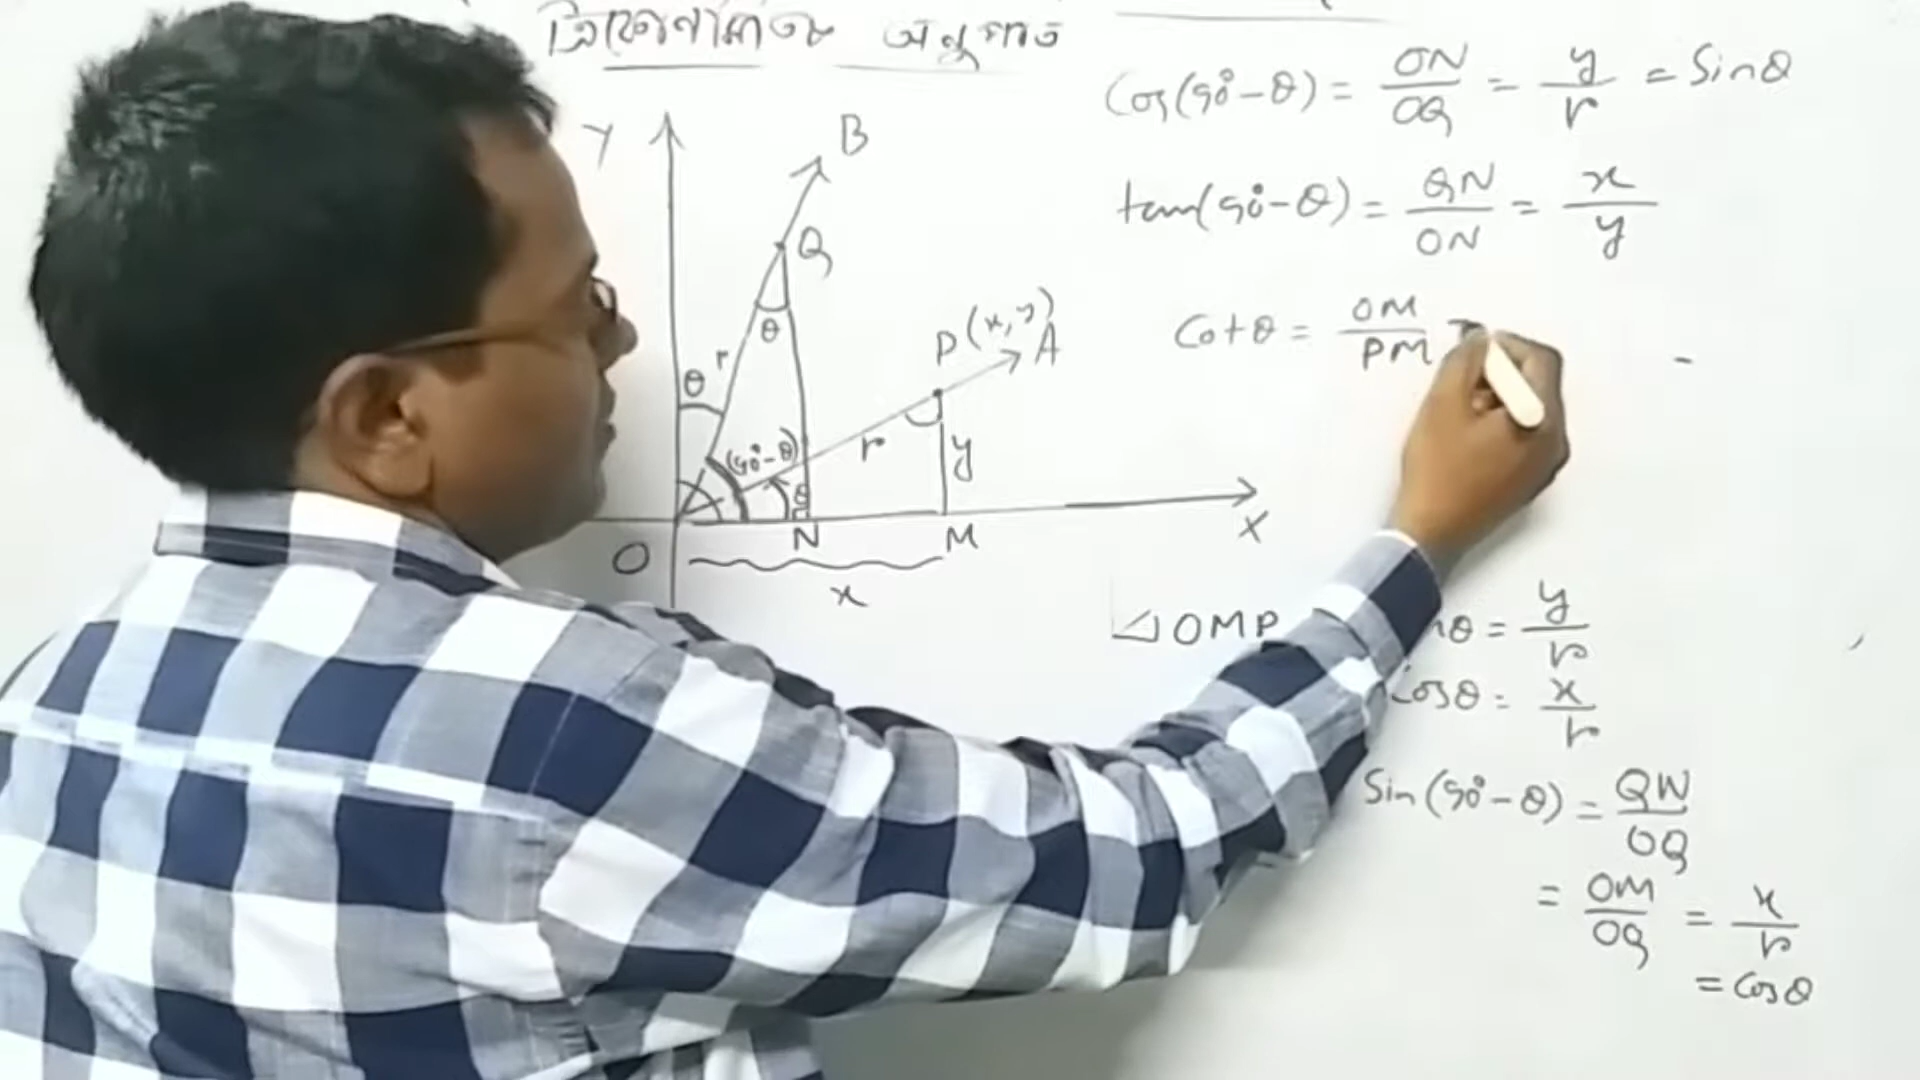 ত্রিকোণমিতিক অনুপাত
Cos(90°-θ) = ON/OQ = y/r = Sinθ
tan(90°-θ) = QN/ON = x/y
Cotθ = OM/PM =
Y
B
Q
θ
r
θ
P(x,y)
A
(90°-θ)
θ
r
y
O
N
M
X
x
⊿OMP
θ = y/r
Cosθ = x/r
Sin(90°-θ) = QN/OQ
= OM/OQ = x/r
= Cosθ